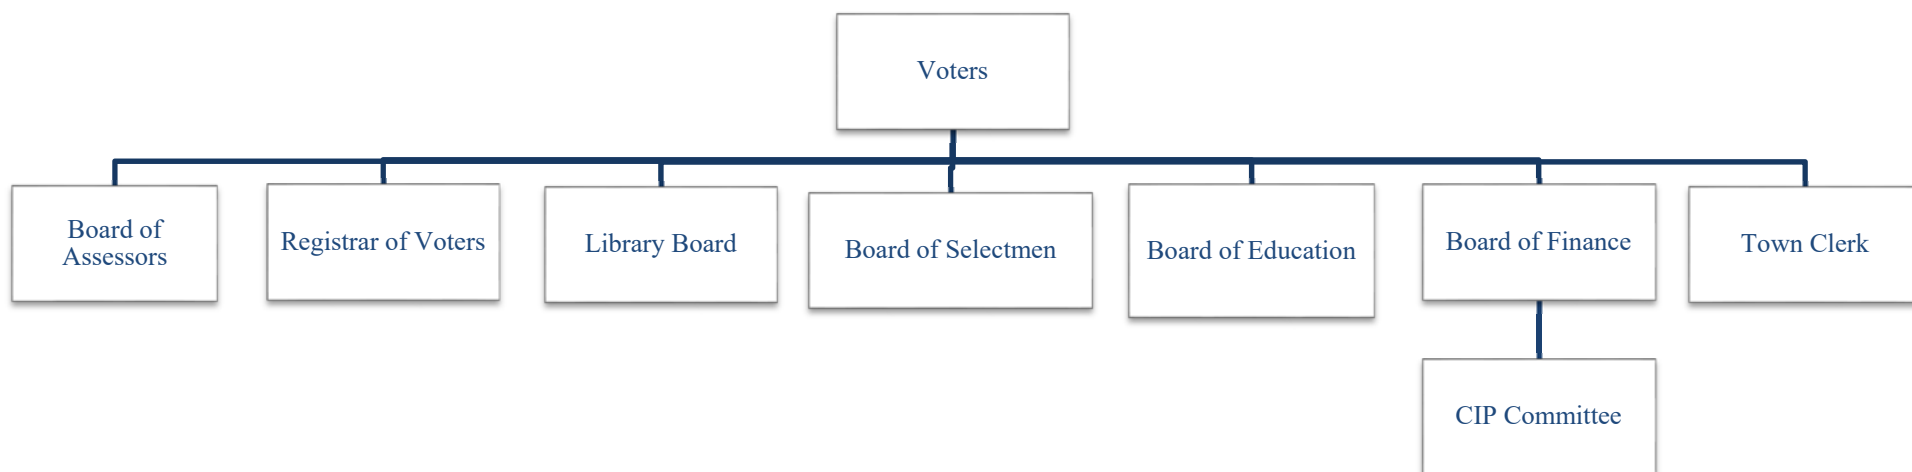 Voters
Board of
Assessors
Registrar of Voters
Library Board
Board of Selectmen
Board of Education
Board of Finance
Town Clerk
CIP Committee